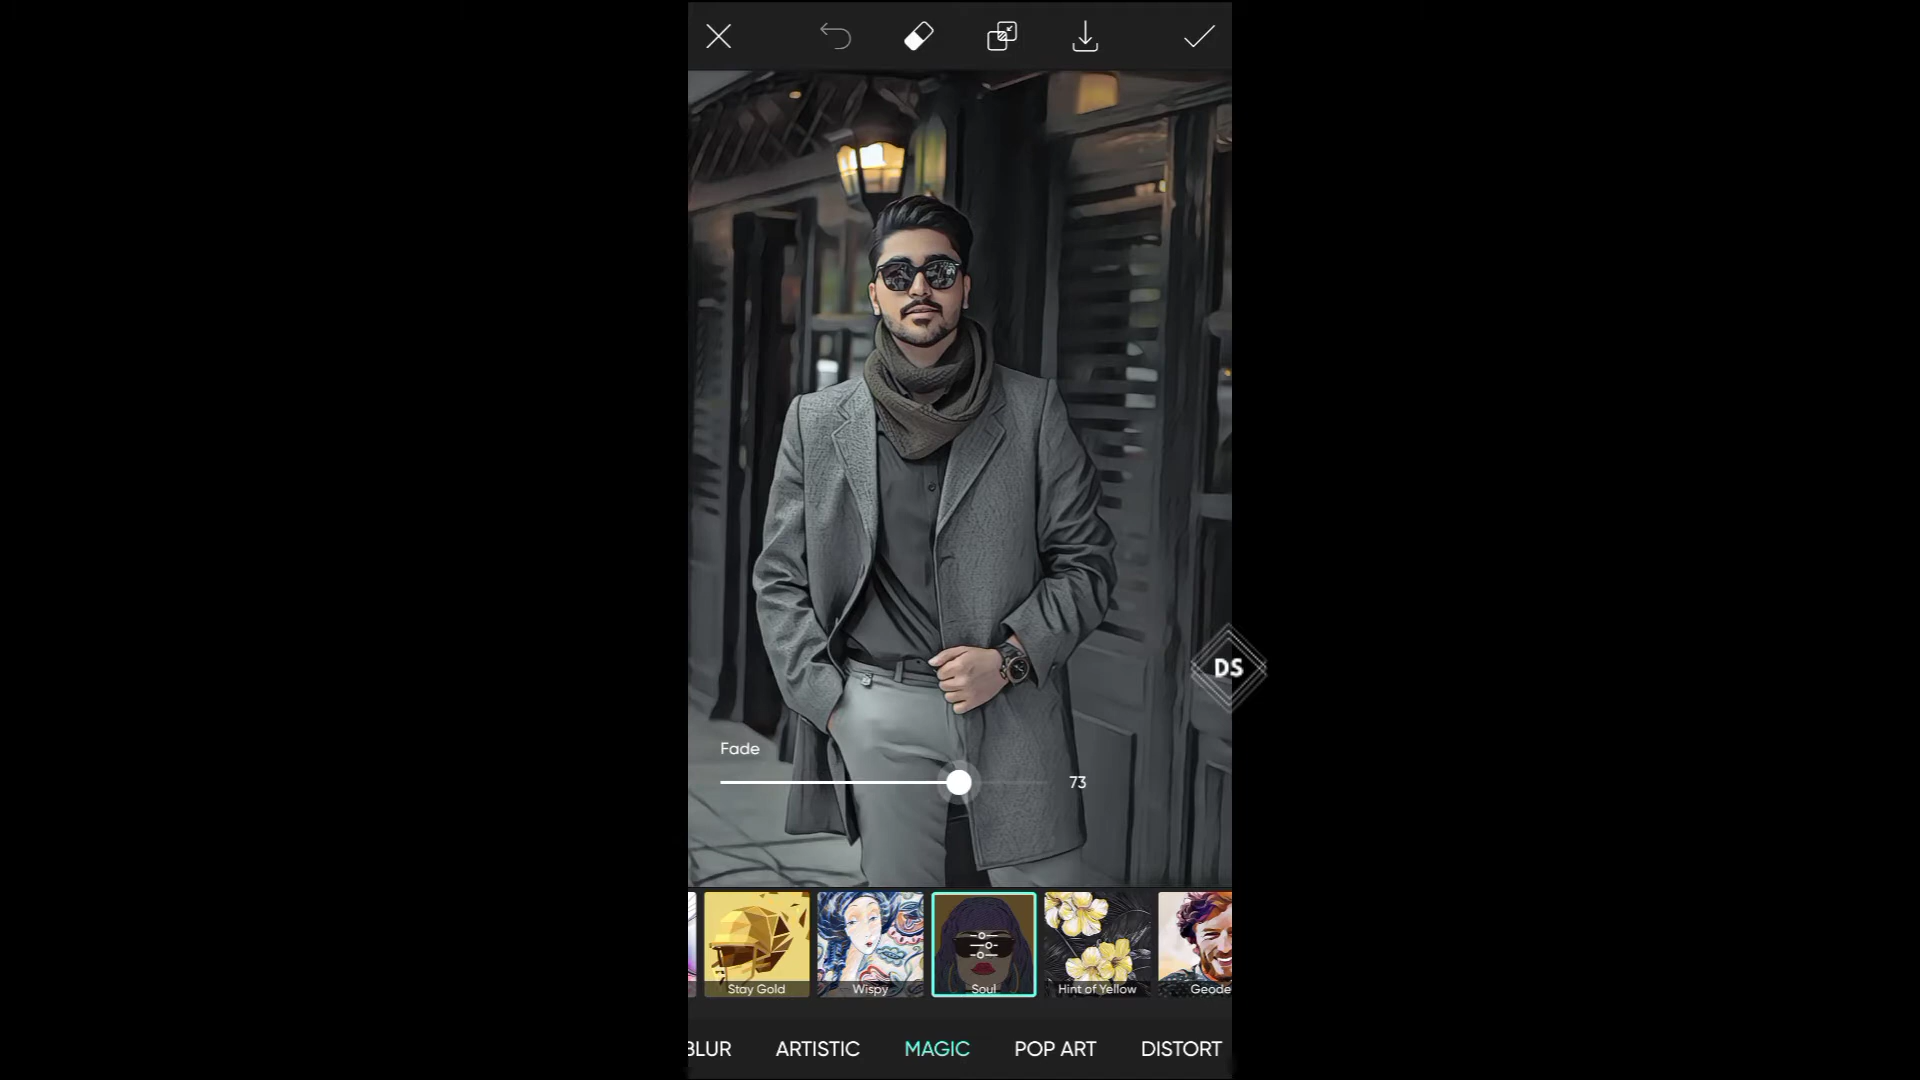 DS
Fade
73
Stay Gold
Wispy
Soul
Hint of Yellow
Geode
BLUR
ARTISTIC
MAGIC
POP ART
DISTORT